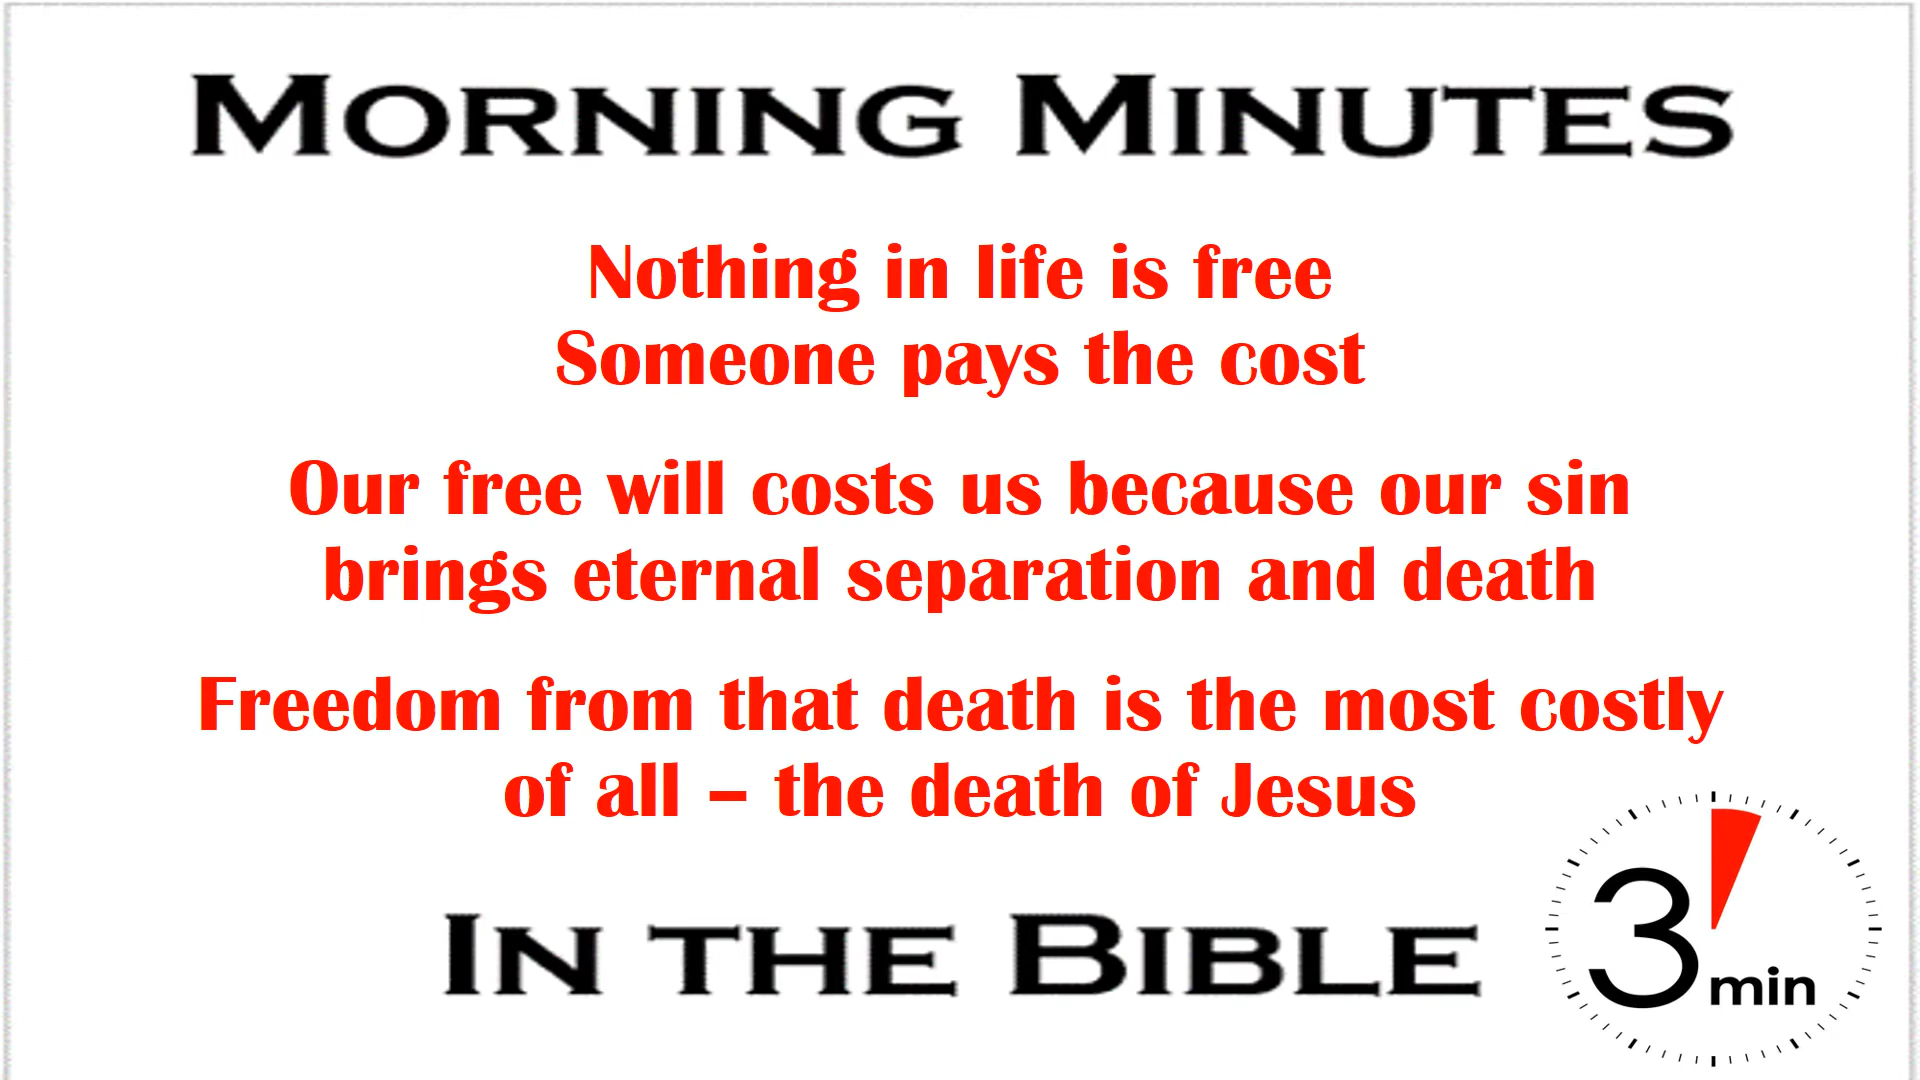 Morning Minutes
Nothing in life is free
Someone pays the cost
Our free will costs us because our sin
brings eternal separation and death
Freedom from that death is the most costly
of all – the death of Jesus
In the Bible
3 min